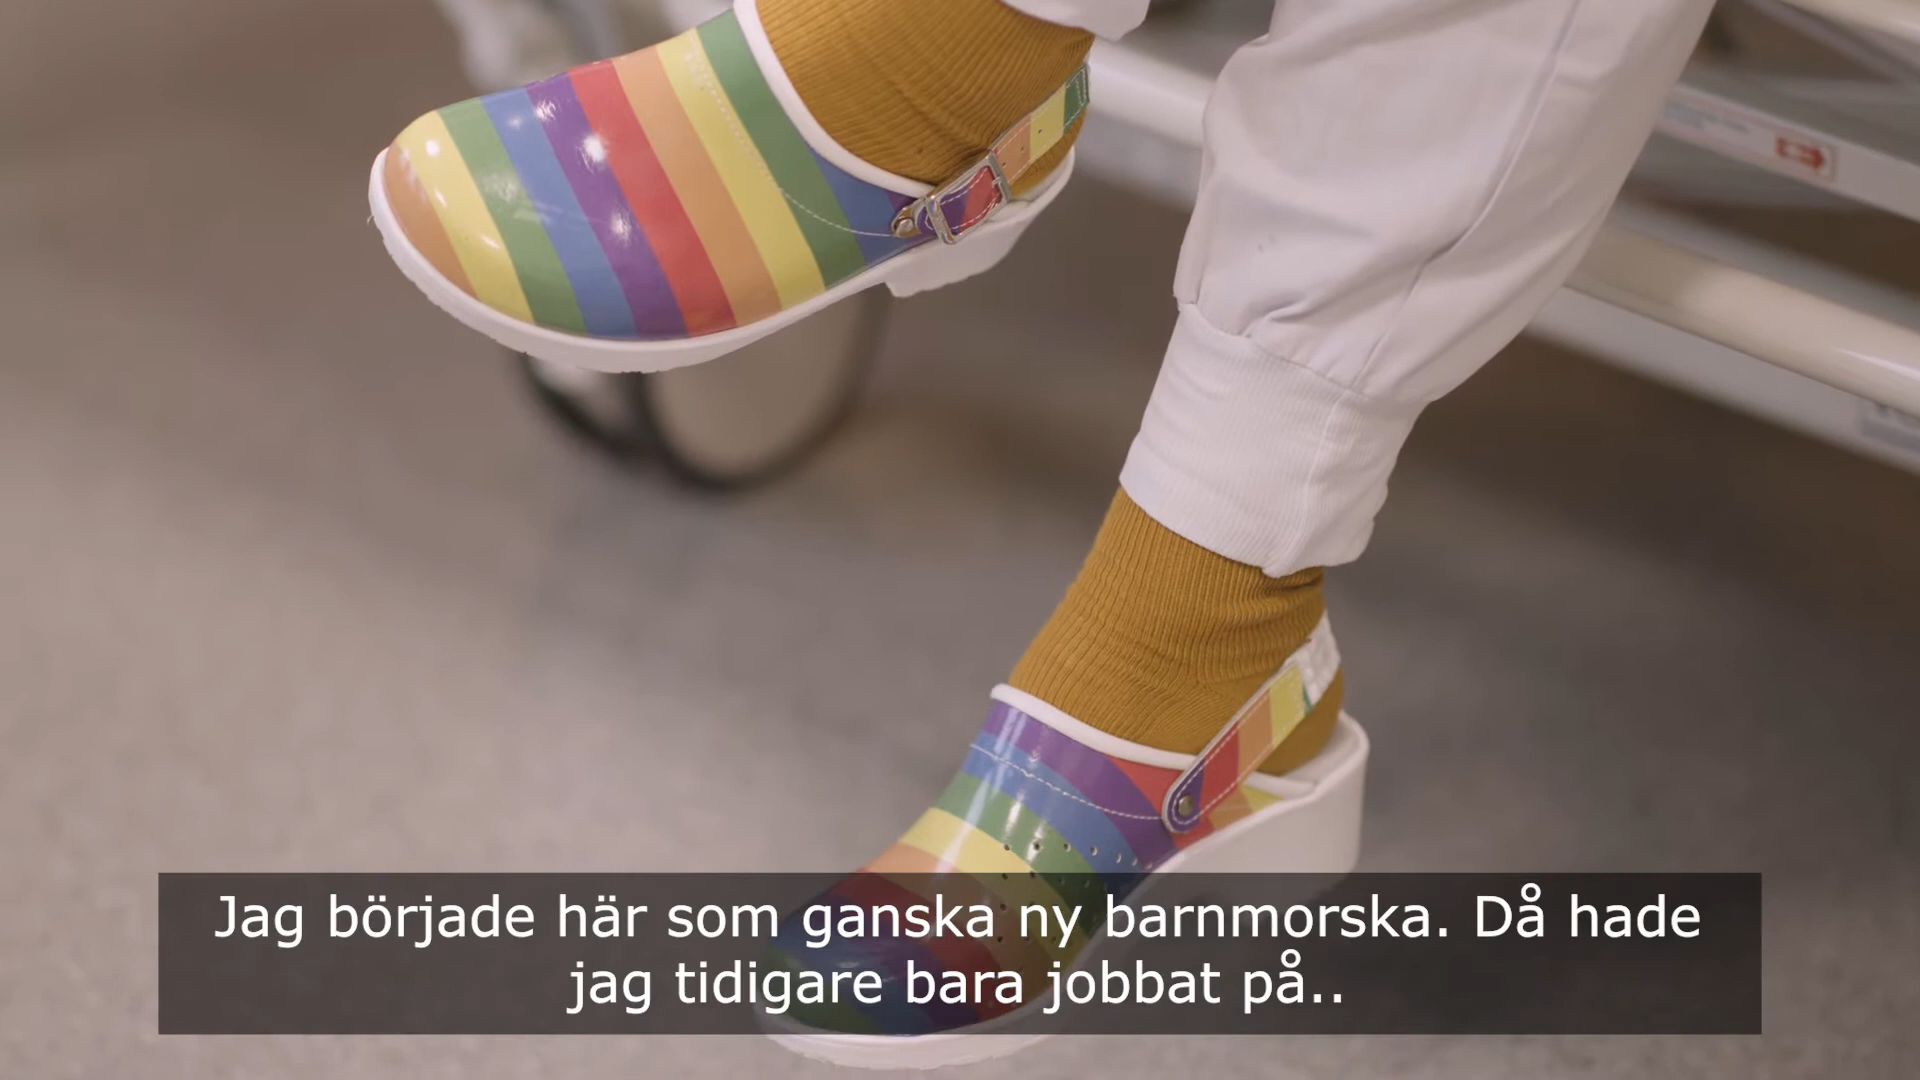 Jag började här som ganska ny barnmorska. Då hade
jag tidigare bara jobbat på..